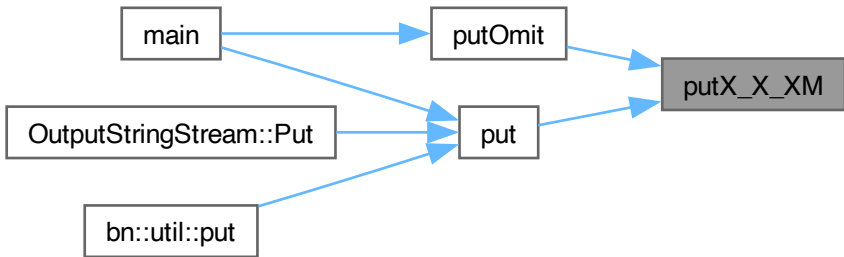 main
putOmit
putX_X_XM
OutputStringStream::Put
put
bn::util::put